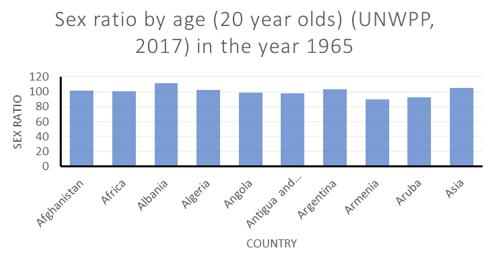 Sex ratio by age (20 year olds) (UNWPP,
2017) in the year 1965
120
100
80
60
40
20
0
SEX RATIO
Afghanistan
Africa
Albania
Algeria
Angola
Antigua and...
Argentina
Armenia
Aruba
Asia
COUNTRY